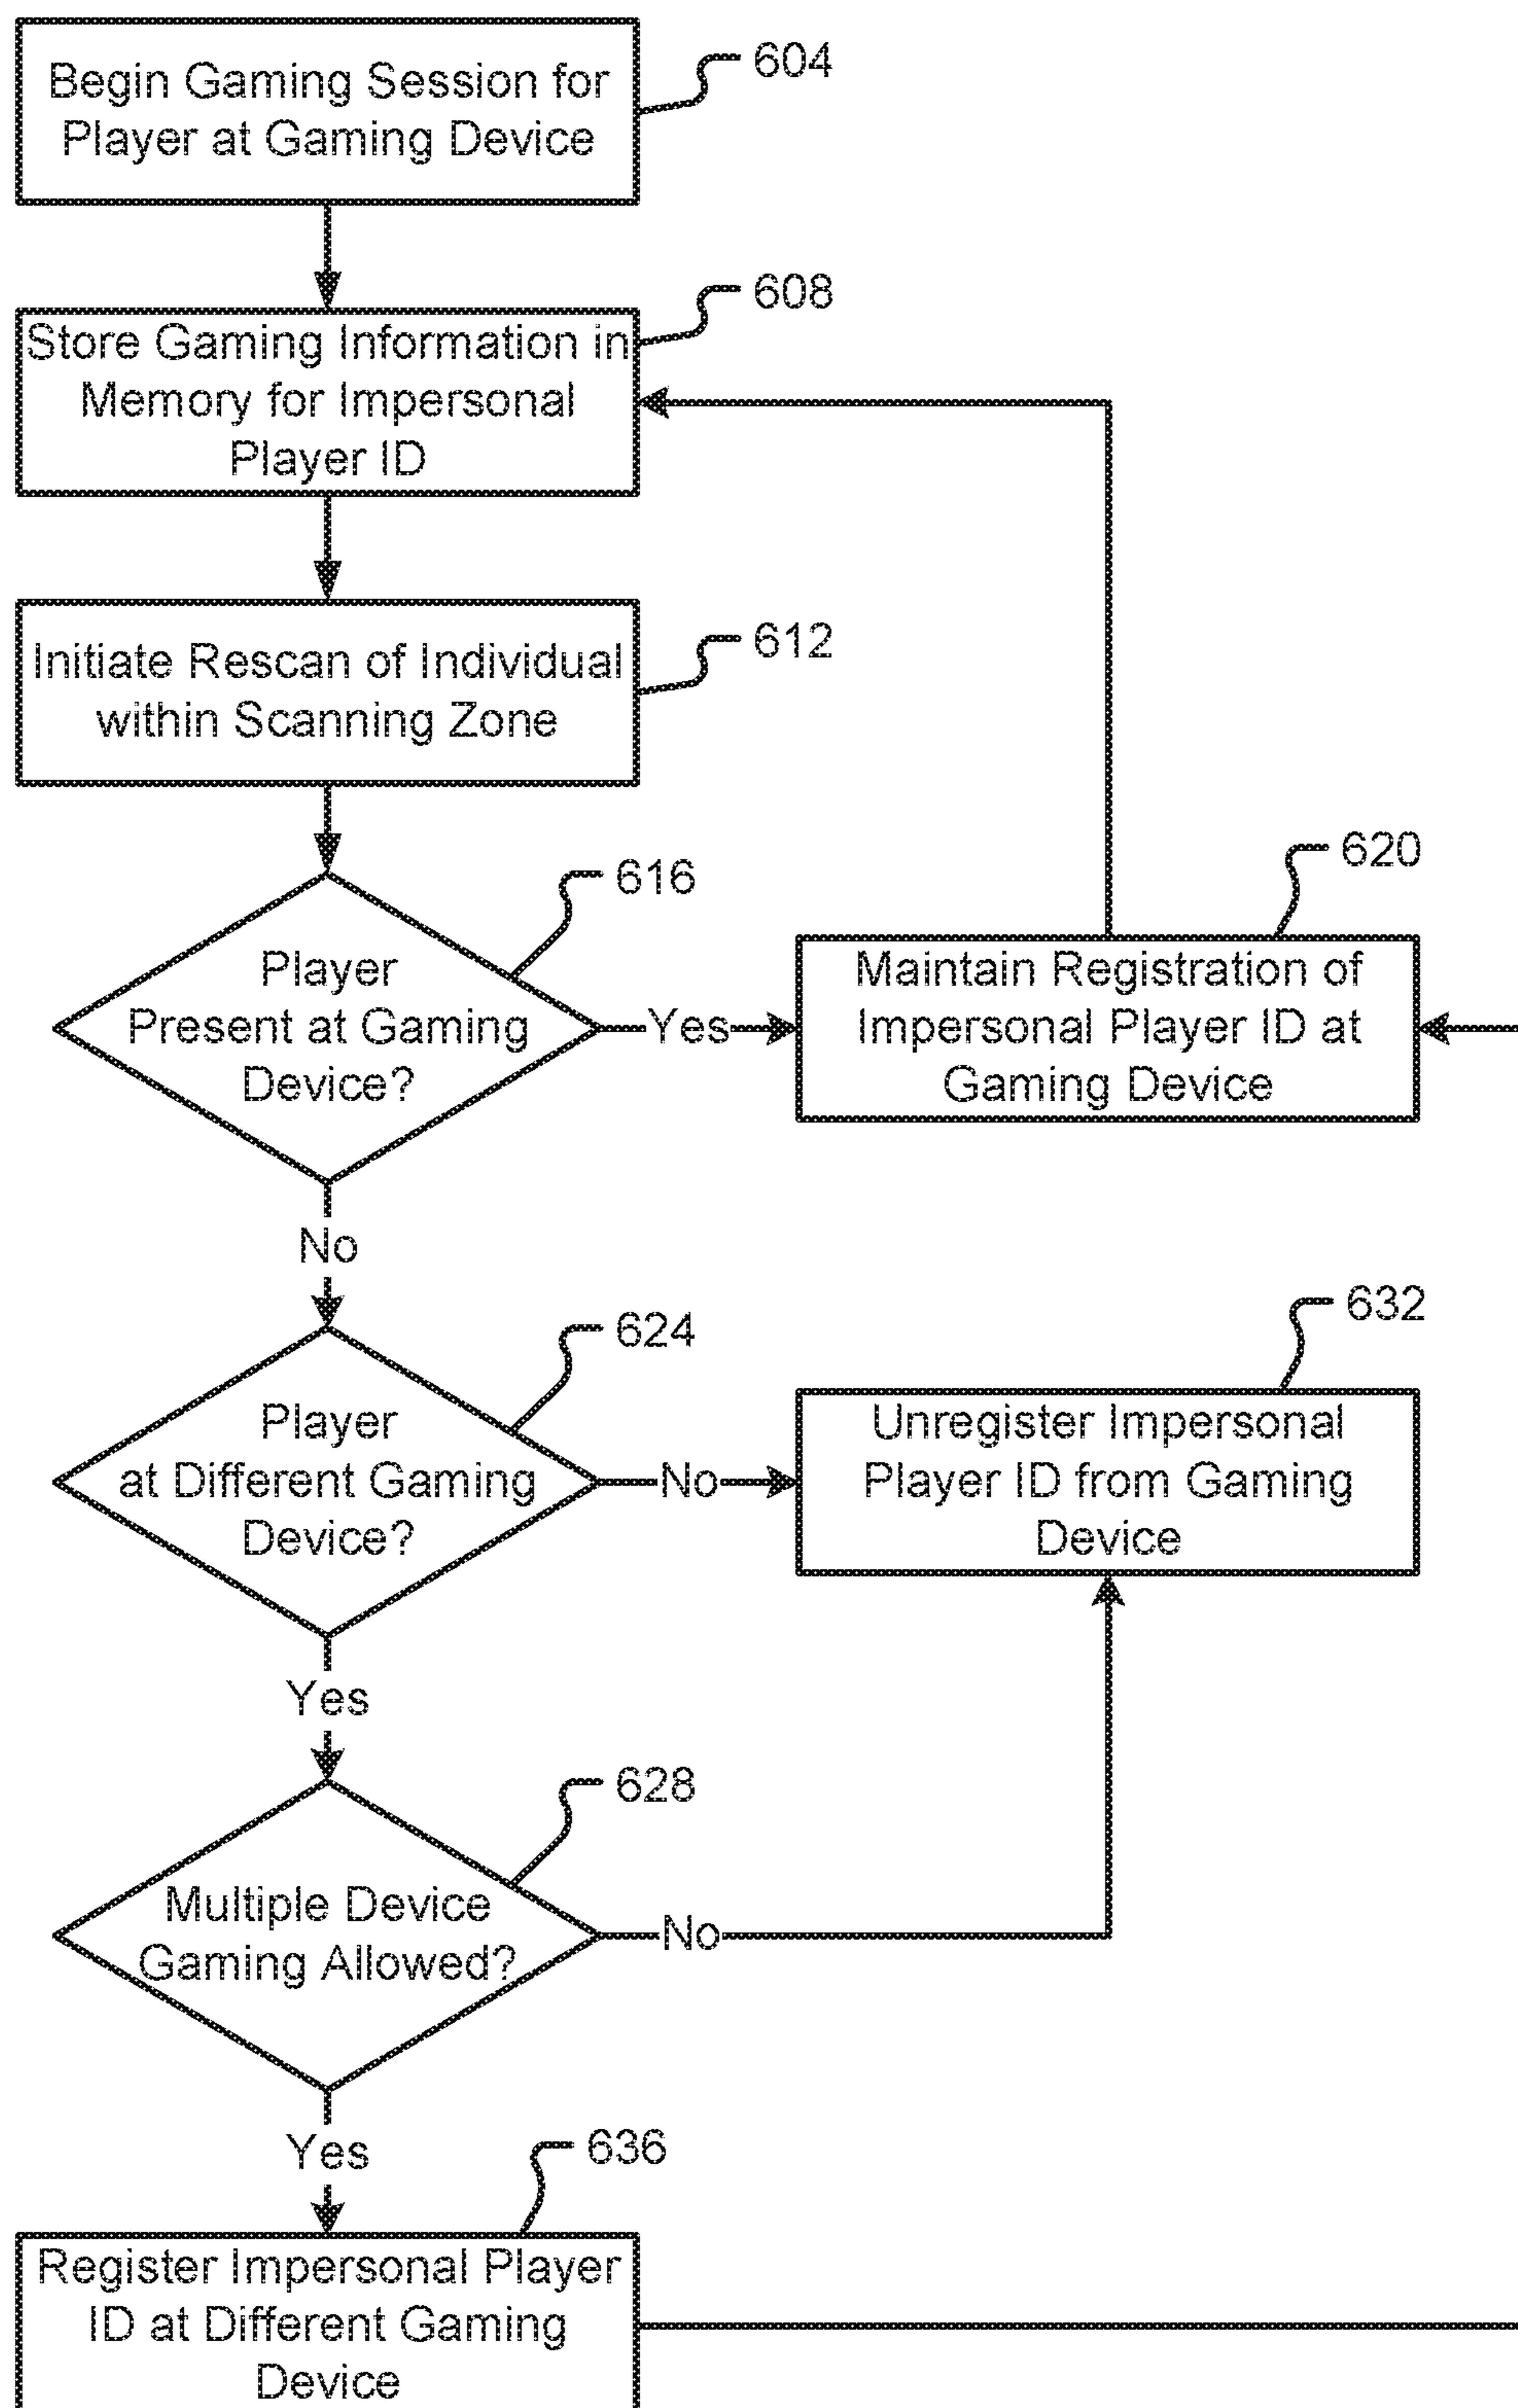 Begin Gaming Session for
Player at Gaming Device
604
Store Gaming Information in
Memory for Impersonal
Player ID
608
Initiate Rescan of Individual
within Scanning Zone
612
Player
Present at Gaming
Device?
616
Yes
Maintain Registration of
Impersonal Player ID at
Gaming Device
620
No
Player
at Different Gaming
Device?
624
No
Unregister Impersonal
Player ID from Gaming
Device
632
Yes
Multiple Device
Gaming Allowed?
628
No
Yes
Register Impersonal Player
ID at Different Gaming
Device
636